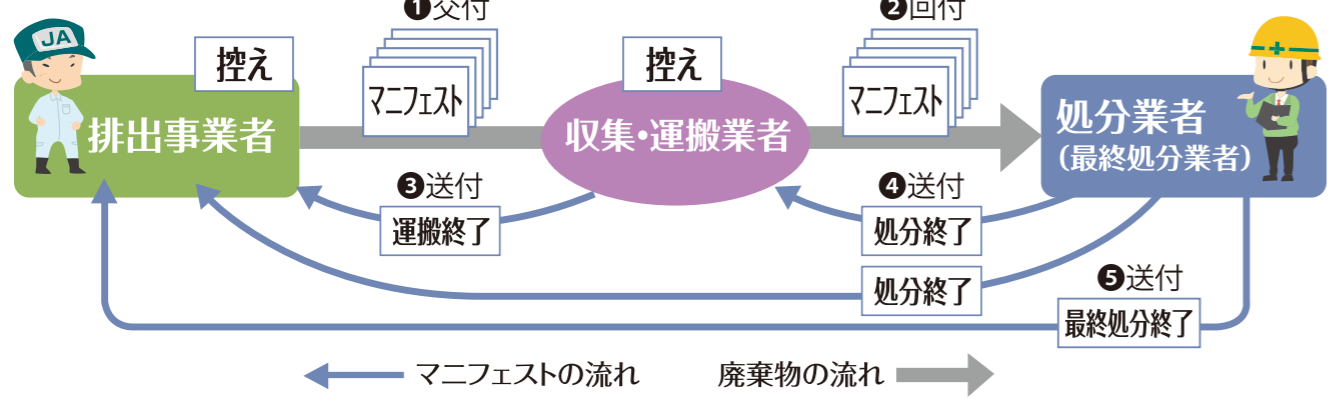 ❶交付
❷回付
JA
控え
マニフェスト
控え
マニフェスト
排出事業者
収集・運搬業者
処分業者
（最終処分業者）
❸送付
運搬終了
❹送付
処分終了
処分終了
❺送付
最終処分終了
マニフェストの流れ
廃棄物の流れ